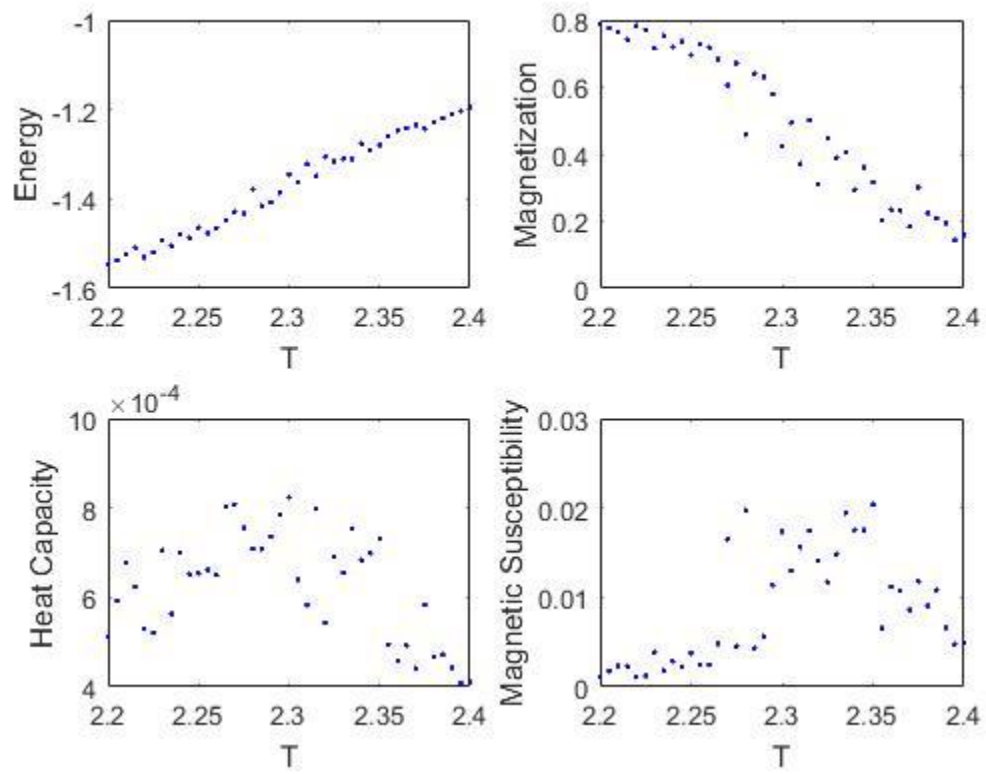 -1
-1.2
-1.4
-1.6
Energy
2.2 2.25 2.3 2.35 2.4
T
0.8
0.6
0.4
0.2
0
Magnetization
2.2 2.25 2.3 2.35 2.4
T
×10-4
10
8
6
4
Heat Capacity
2.2 2.25 2.3 2.35 2.4
T
0.03
0.02
0.01
0
Magnetic Susceptibility
2.2 2.25 2.3 2.35 2.4
T